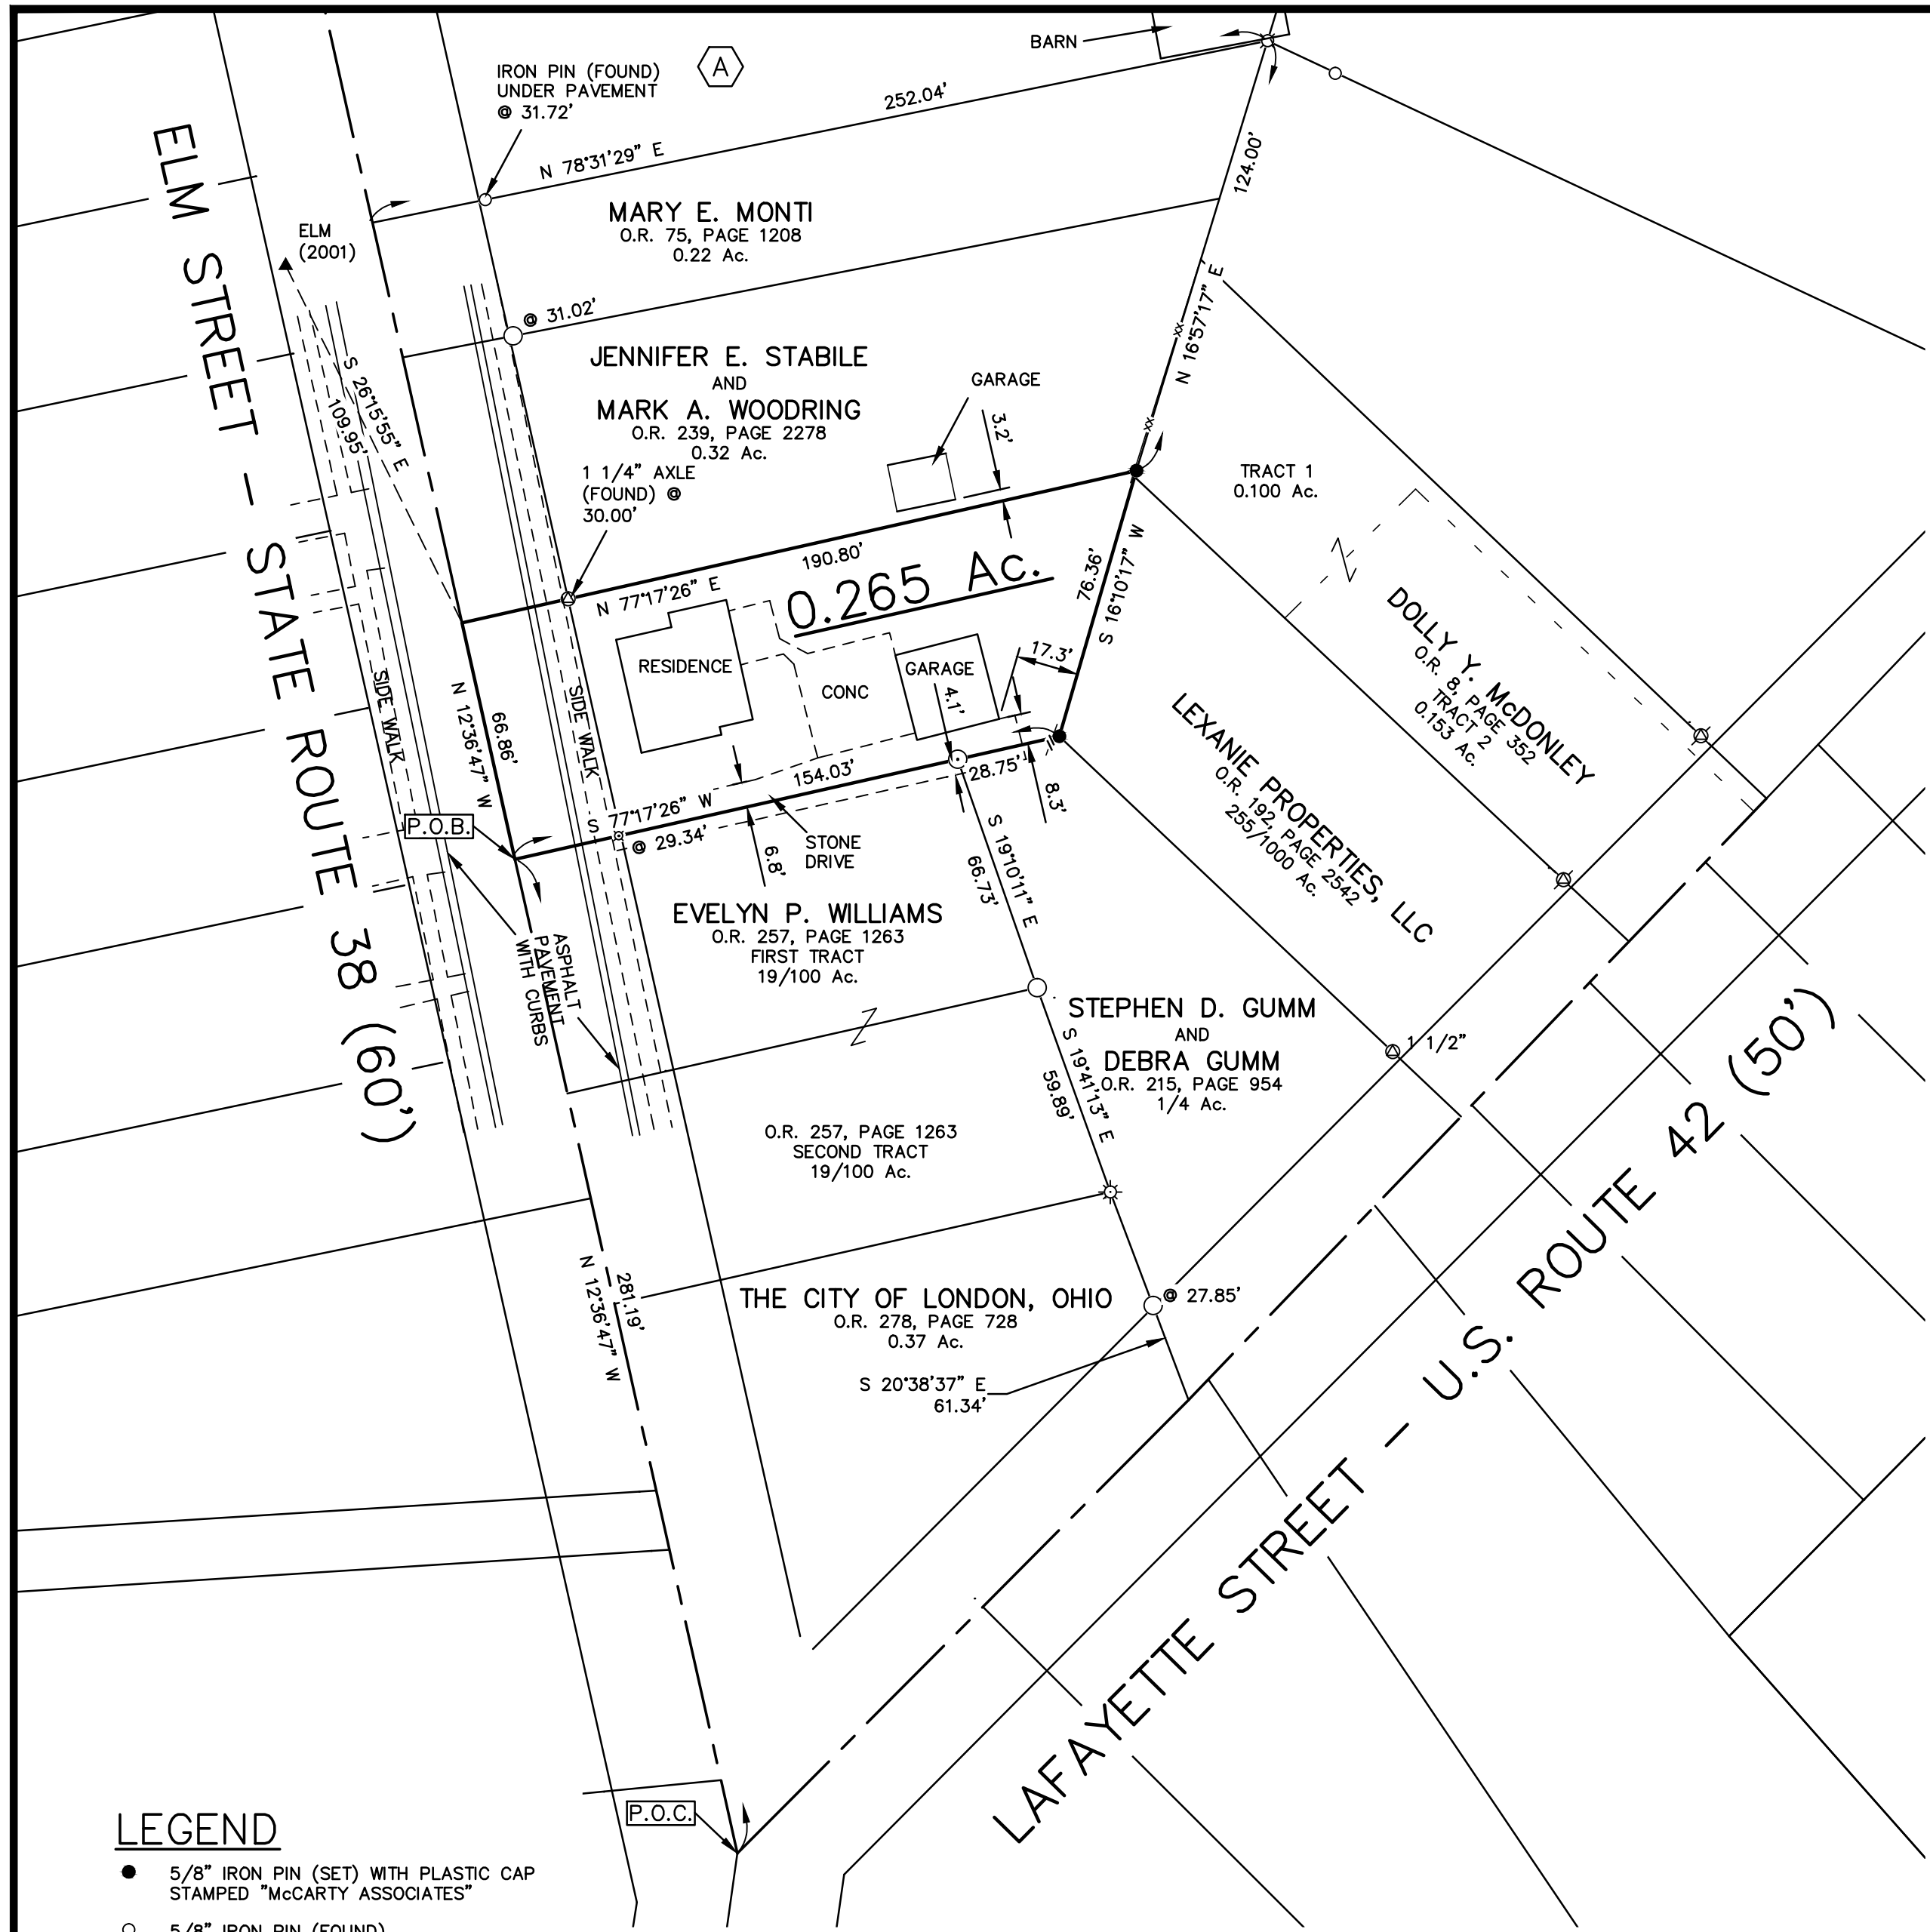 BARN
IRON PIN (FOUND)
UNDER PAVEMENT
@ 31.72'
A
252.04'
N 78°31'29" E
124.00'
N 16°57'17" E
MARY E. MONTI
O.R. 75, PAGE 1208
0.22 Ac.
ELM
(2001)
@ 31.02'
S 26°15'55" E
109.95'
JENNIFER E. STABILE
AND
MARK A. WOODRING
O.R. 239, PAGE 2278
0.32 Ac.
GARAGE
3.2'
1 1/4" AXLE
(FOUND) @
30.00'
TRACT 1
0.100 Ac.
190.80'
N 77°17'26" E
0.265 Ac.
76.36'
S 16°10'17" W
Z
DOLLY Y. McDONLEY
O.R. 8, PAGE 352
TRACT 2
0.153 Ac.
RESIDENCE
CONC
GARAGE
4.1'
17.3'
SIDE WALK
SIDE WALK
N 12°36'47" W
66.86'
LEXANIE PROPERTIES, LLC
O.R. 192, PAGE 2542
255/1000 Ac.
154.03'
28.75'
8.3'
P.O.B.
S 77°17'26" W
@ 29.34'
STONE
DRIVE
6.8'
S 19°10'11" E
66.73'
EVELYN P. WILLIAMS
O.R. 257, PAGE 1263
FIRST TRACT
19/100 Ac.
ASPHALT
PAVEMENT
WITH CURBS
Z
STEPHEN D. GUMM
AND
DEBRA GUMM
O.R. 215, PAGE 954
1/4 Ac.
1 1/2"
S 19°41'13" E
59.89'
O.R. 257, PAGE 1263
SECOND TRACT
19/100 Ac.
ELM STREET – STATE ROUTE 38 (60')
281.19'
N 12°36'47" W
THE CITY OF LONDON, OHIO
O.R. 278, PAGE 728
0.37 Ac.
@ 27.85'
S 20°38'37" E
61.34'
LAFAYETTE STREET – U.S. ROUTE 42 (50')
P.O.C.
LEGEND
5/8" IRON PIN (SET) WITH PLASTIC CAP
STAMPED "McCARTY ASSOCIATES"
5/8" IRON PIN (FOUND)